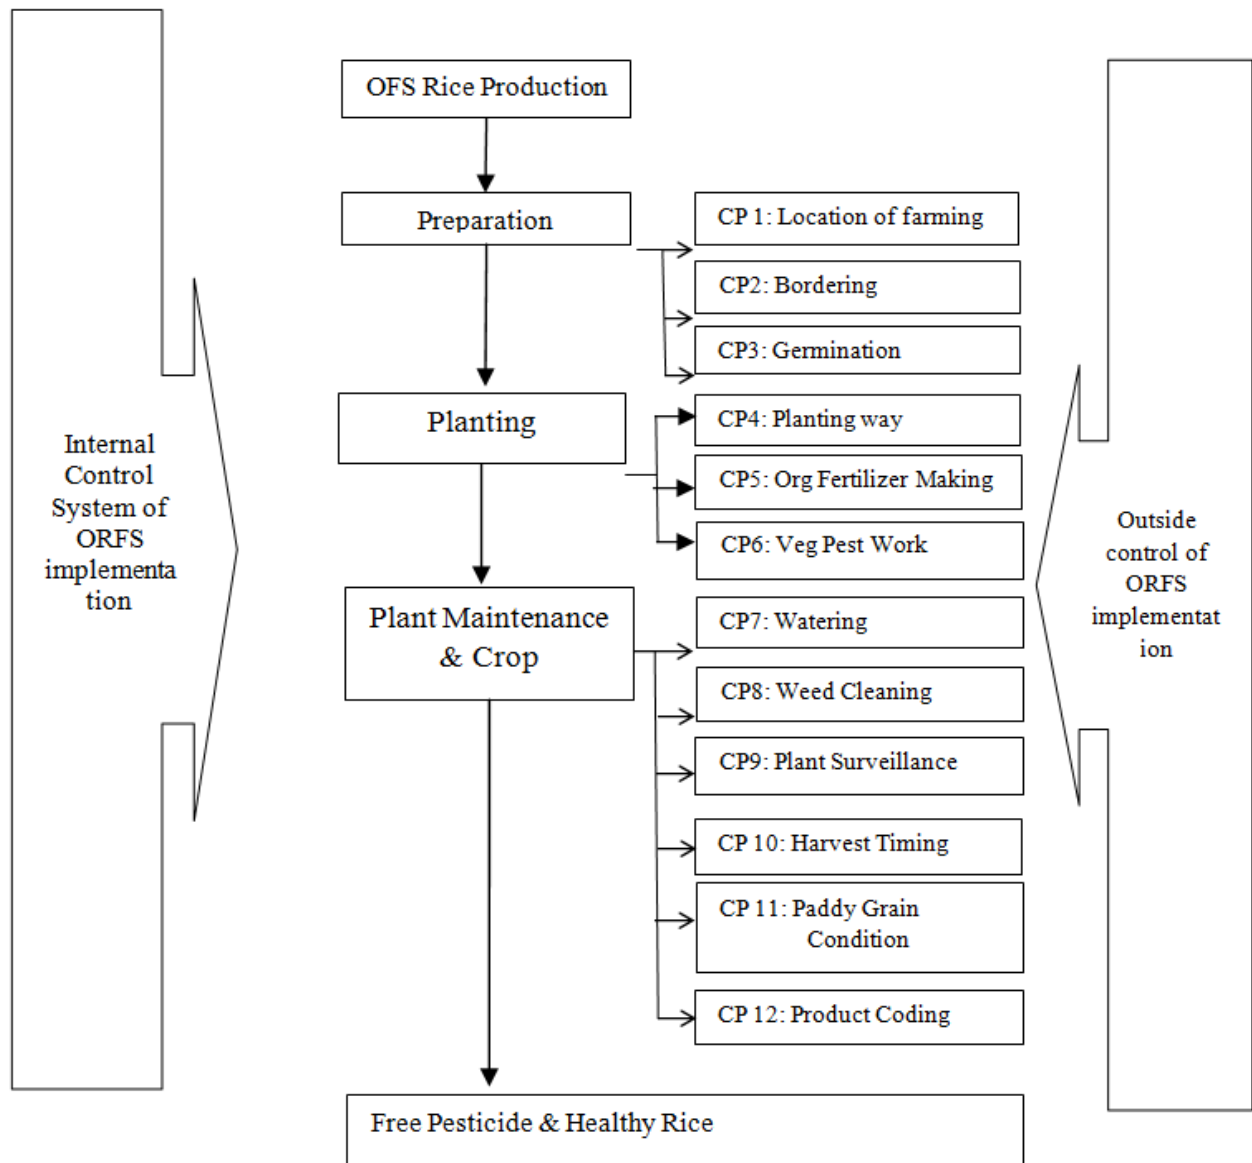 OFS Rice Production
Preparation
CP 1: Location of farming
CP2: Bordering
CP3: Germination
Planting
CP4: Planting way
CP5: Org Fertilizer Making
CP6: Veg Pest Work
Plant Maintenance
& Crop
CP7: Watering
CP8: Weed Cleaning
CP9: Plant Surveillance
CP 10: Harvest Timing
CP 11: Paddy Grain
Condition
CP 12: Product Coding
Free Pesticide & Healthy Rice
Internal
Control
System of
ORFS
implementa
tion
Outside
control of
ORFS
implementat
ion